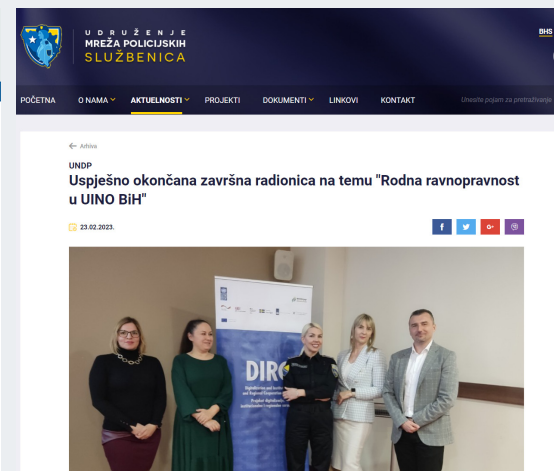 UDRUŽENJE
MREŽA POLICIJSKIH
SLUŽBENICA
BHS
POČETNA O NAMA AKTUELNOSTI PROJEKTI DOKUMENTI LINKOVI KONTAKT Unesite pojam za pretraživanje
Arhiva
UNDP
Uspješno okončana završna radionica na temu "Rodna ravnopravnost
u UINO BiH"
23.02.2023.
f G+
DIRC